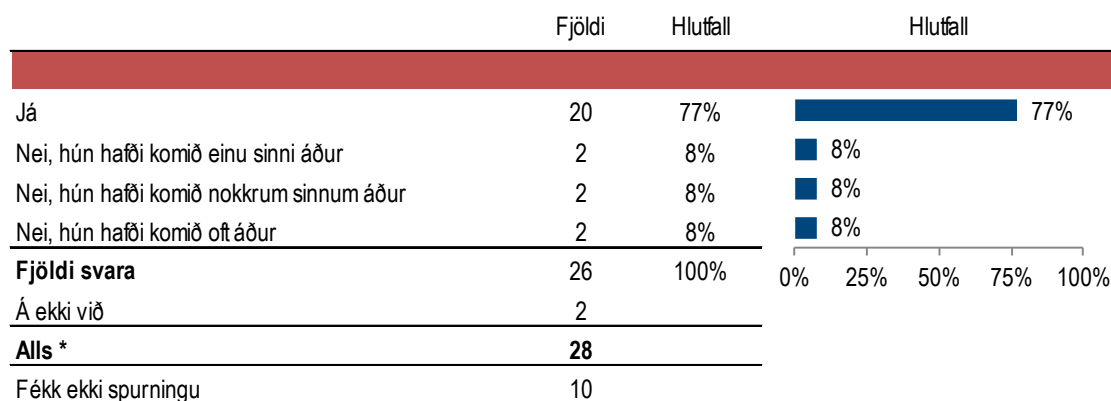 Fjöldi Hlutfall Hlutfall
Já 20 77% 77%
Nei, hún hafði komið einu sinni áður 2 8% 8%
Nei, hún hafði komið nokkrum sinnum áður 2 8% 8%
Nei, hún hafði komið oft áður 2 8% 8%
Fjöldi svara 26 100% 0% 25% 50% 75% 100%
Á ekki við 2
Alls * 28
Fékk ekki spurningu 10